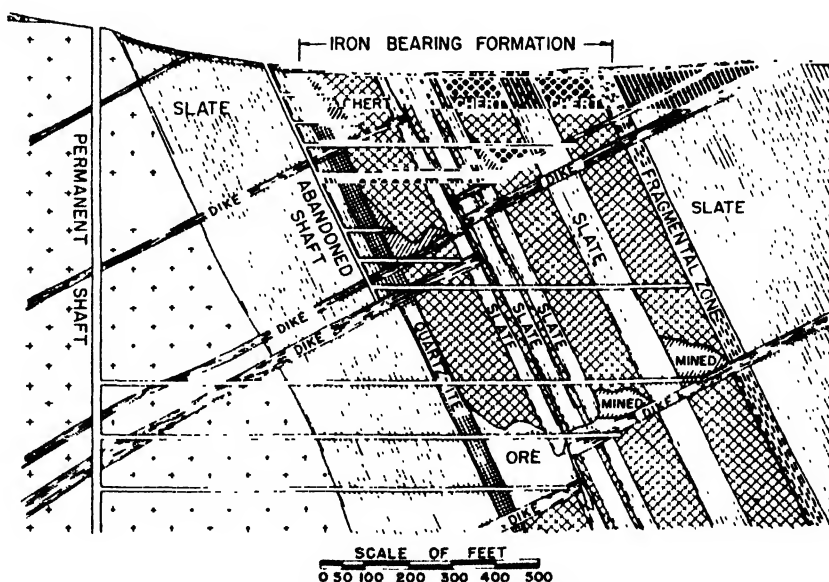 IRON BEARING FORMATION
SLATE
CHERT
CHERT
CHERT
PERMANENT SHAFT
DIKE
ABANDONED SHAFT
DIKE
SLATE
FRAGMENTAL ZONE
SLATE
DIKE
DIKE
QUARTZITE
SLATE
SLATE
SLATE
MINED
MINED
DIKE
ORE
DIKE
SCALE OF FEET
0 50 100 200 300 400 500